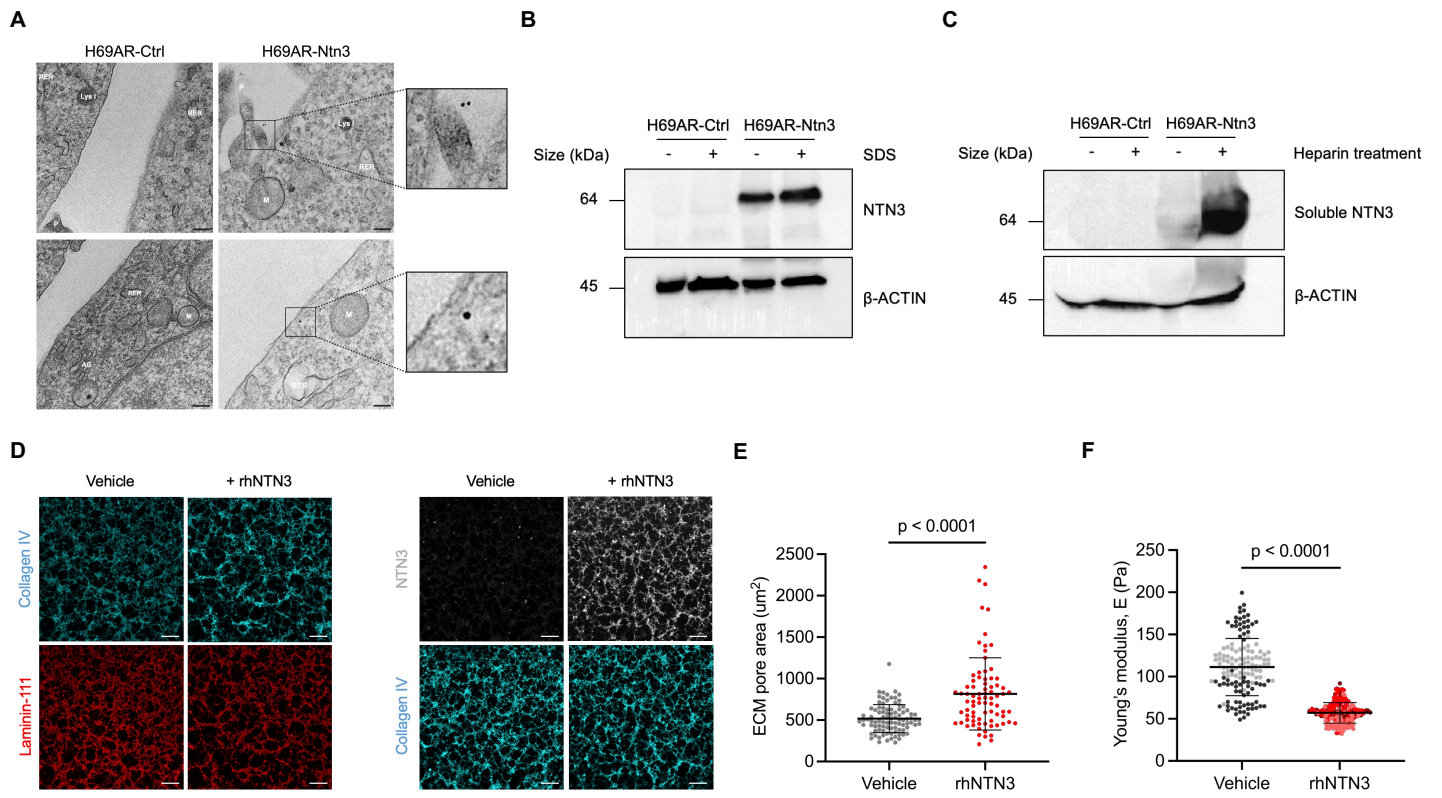 A
H69AR-Ctrl
H69AR-Ntn3
RER
Lys I
RER
P
P
Lys
RER
M
RER
M
AG
M
RER
B
H69AR-Ctrl
H69AR-Ntn3
Size (kDa)
- + - +
SDS
64
NTN3
45
β-ACTIN
C
H69AR-Ctrl
H69AR-Ntn3
Size (kDa)
- + - +
Heparin treatment
64
Soluble NTN3
45
β-ACTIN
D
Vehicle
+ rhNTN3
Collagen IV
Laminin-111
Vehicle
+ rhNTN3
NTN3
Collagen IV
E
p < 0.0001
ECM pore area (um²)
2500
2000
1500
1000
500
0
Vehicle
rhNTN3
F
p < 0.0001
Young's modulus, E (Pa)
250
200
150
100
50
0
Vehicle
rhNTN3